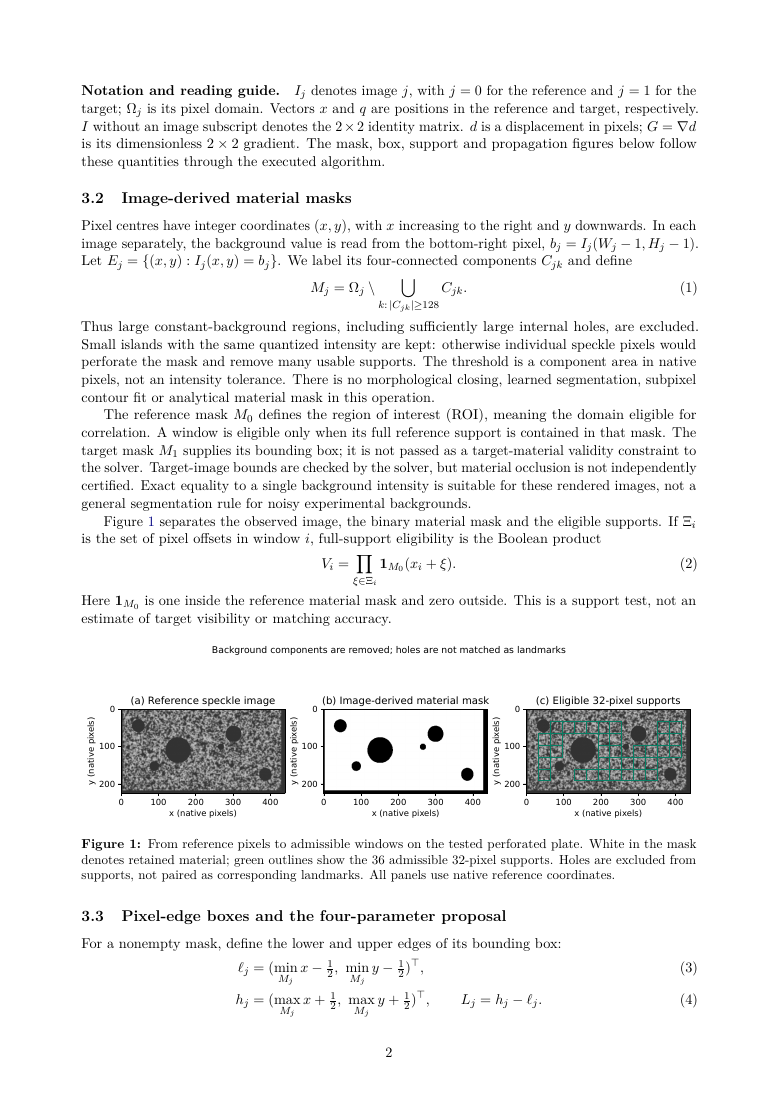 Notation and reading guide. I_j denotes image j, with j = 0 for the reference and j = 1 for the
target; Ω_j is its pixel domain. Vectors x and q are positions in the reference and target, respectively.
I without an image subscript denotes the 2 × 2 identity matrix. d is a displacement in pixels; G = ∇d
is its dimensionless 2 × 2 gradient. The mask, box, support and propagation figures below follow
these quantities through the executed algorithm.
3.2 Image-derived material masks
Pixel centres have integer coordinates (x, y), with x increasing to the right and y downwards. In each
image separately, the background value is read from the bottom-right pixel, b_j = I_j(W_j − 1, H_j − 1).
Let E_j = {(x, y) : I_j(x, y) = b_j}. We label its four-connected components C_jk and define
M_j = Ω_j \ ⋃_{k: |C_jk|≥128} C_jk. (1)
Thus large constant-background regions, including sufficiently large internal holes, are excluded.
Small islands with the same quantized intensity are kept: otherwise individual speckle pixels would
perforate the mask and remove many usable supports. The threshold is a component area in native
pixels, not an intensity tolerance. There is no morphological closing, learned segmentation, subpixel
contour fit or analytical material mask in this operation.
The reference mask M_0 defines the region of interest (ROI), meaning the domain eligible for
correlation. A window is eligible only when its full reference support is contained in that mask. The
target mask M_1 supplies its bounding box; it is not passed as a target-material validity constraint to
the solver. Target-image bounds are checked by the solver, but material occlusion is not independently
certified. Exact equality to a single background intensity is suitable for these rendered images, not a
general segmentation rule for noisy experimental backgrounds.
Figure 1 separates the observed image, the binary material mask and the eligible supports. If Ξ_i
is the set of pixel offsets in window i, full-support eligibility is the Boolean product
V_i = ∏_{ξ∈Ξ_i} 1_{M_0}(x_i + ξ). (2)
Here 1_{M_0} is one inside the reference material mask and zero outside. This is a support test, not an
estimate of target visibility or matching accuracy.
Background components are removed; holes are not matched as landmarks
(a) Reference speckle image
y (native pixels)
0
100
200
0 100 200 300 400
x (native pixels)
(b) Image-derived material mask
y (native pixels)
0
100
200
0 100 200 300 400
x (native pixels)
(c) Eligible 32-pixel supports
y (native pixels)
0
100
200
0 100 200 300 400
x (native pixels)
Figure 1: From reference pixels to admissible windows on the tested perforated plate. White in the mask
denotes retained material; green outlines show the 36 admissible 32-pixel supports. Holes are excluded from
supports, not paired as corresponding landmarks. All panels use native reference coordinates.
3.3 Pixel-edge boxes and the four-parameter proposal
For a nonempty mask, define the lower and upper edges of its bounding box:
ℓ_j = (min_{M_j} x − ½, min_{M_j} y − ½)^⊤, (3)
h_j = (max_{M_j} x + ½, max_{M_j} y + ½)^⊤, L_j = h_j − ℓ_j. (4)
2